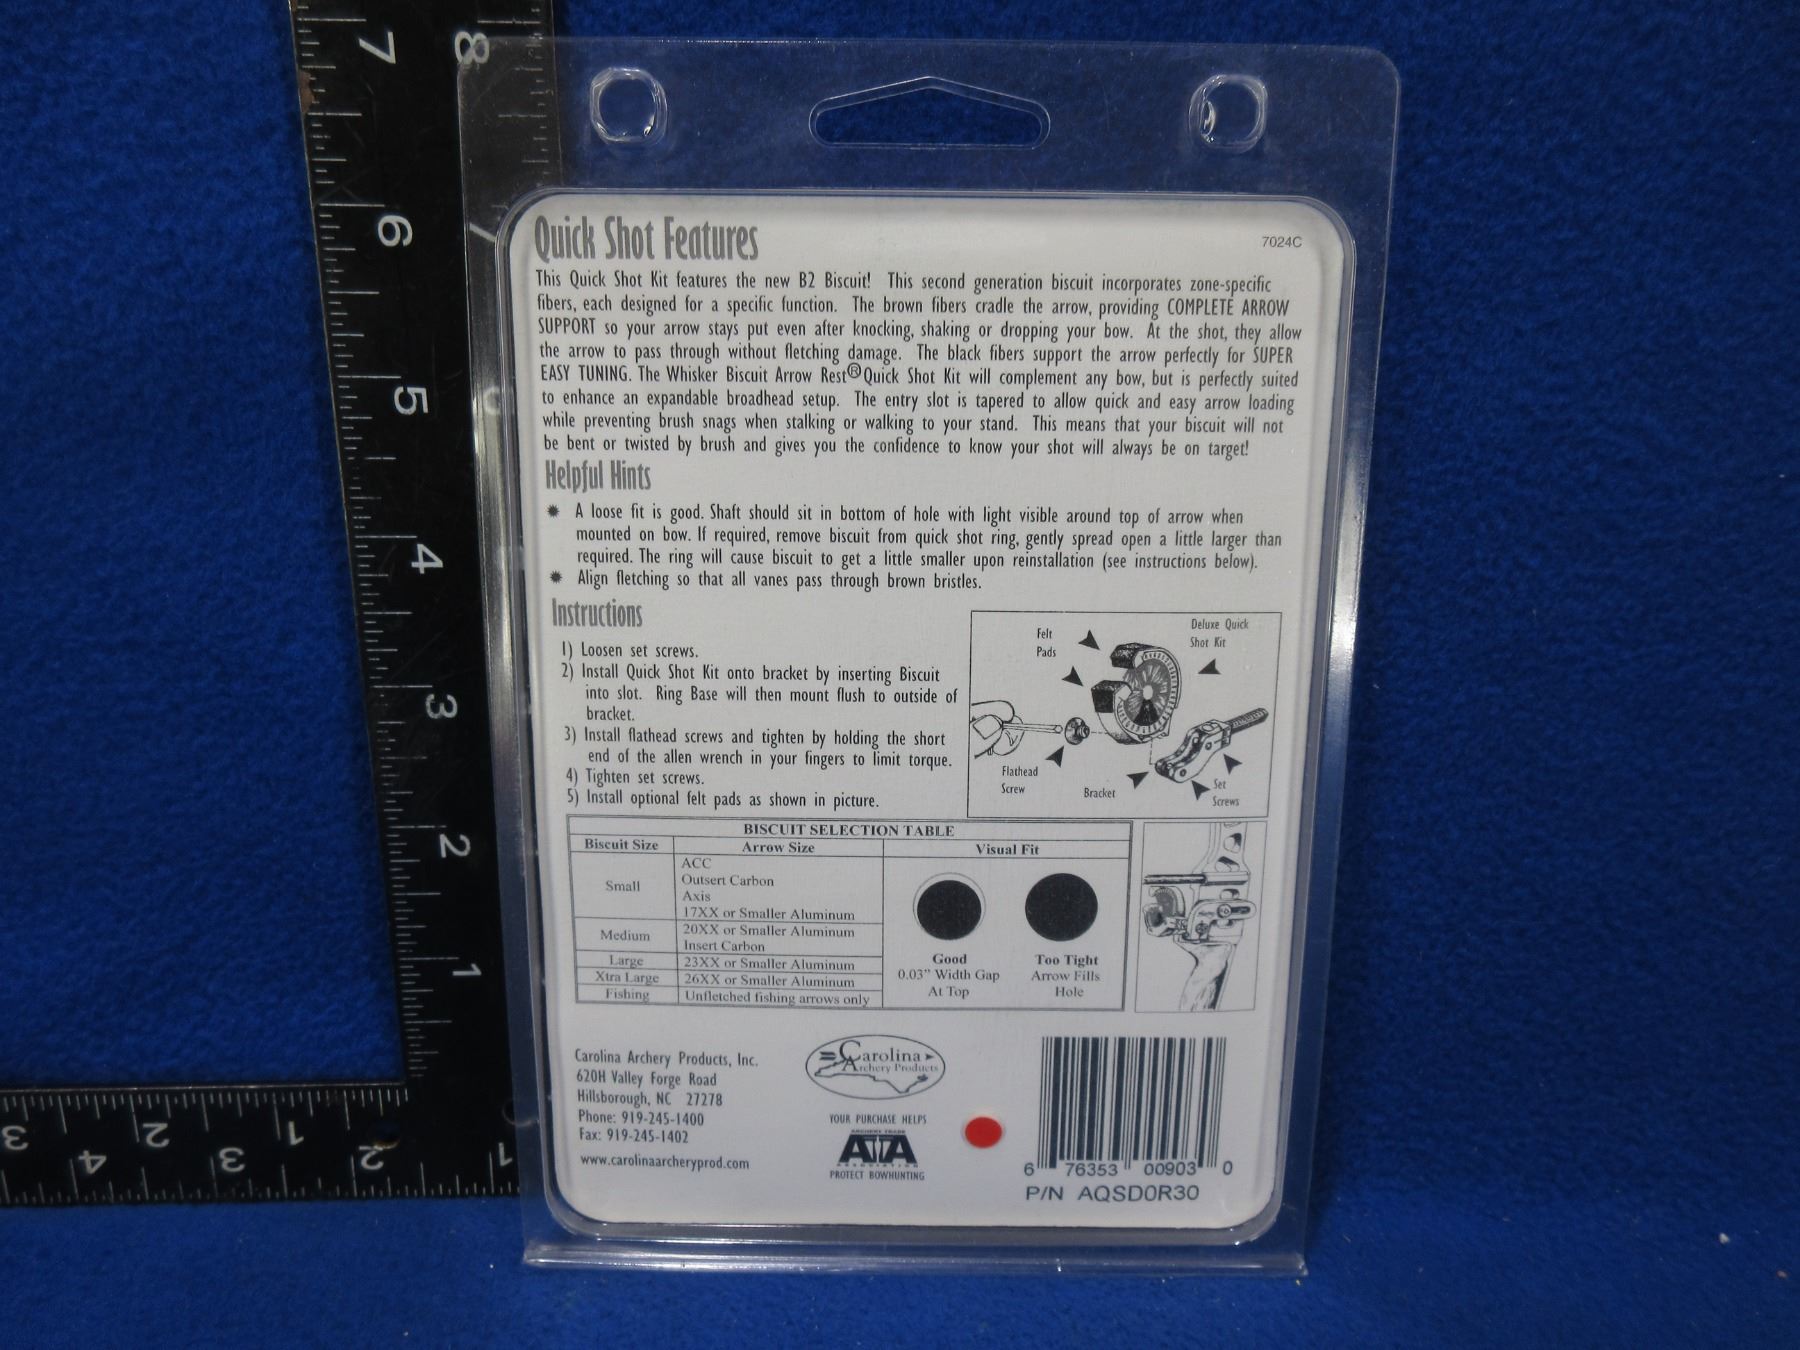 Quick Shot Features
7024C
This Quick Shot Kit features the new B2 Biscuit! This second generation biscuit incorporates zone-specific
fibers, each designed for a specific function. The brown fibers cradle the arrow, providing COMPLETE ARROW
SUPPORT so your arrow stays put even after knocking, shaking or dropping your bow. At the shot, they allow
the arrow to pass through without fletching damage. The black fibers support the arrow perfectly for SUPER
EASY TUNING. The Whisker Biscuit Arrow Rest® Quick Shot Kit will complement any bow, but is perfectly suited
to enhance an expandable broadhead setup. The entry slot is tapered to allow quick and easy arrow loading
while preventing brush snags when stalking or walking to your stand. This means that your biscuit will not
be bent or twisted by brush and gives you the confidence to know your shot will always be on target!
Helpful Hints
✹ A loose fit is good. Shaft should sit in bottom of hole with light visible around top of arrow when
mounted on bow. If required, remove biscuit from quick shot ring, gently spread open a little larger than
required. The ring will cause biscuit to get a little smaller upon reinstallation (see instructions below).
✹ Align fletching so that all vanes pass through brown bristles.
Instructions
1) Loosen set screws.
2) Install Quick Shot Kit onto bracket by inserting Biscuit
into slot. Ring Base will then mount flush to outside of
bracket.
3) Install flathead screws and tighten by holding the short
end of the allen wrench in your fingers to limit torque.
4) Tighten set screws.
5) Install optional felt pads as shown in picture.
Felt
Pads
Deluxe Quick
Shot Kit
Flathead
Screw
Bracket
Set
Screws
BISCUIT SELECTION TABLE
Biscuit Size Arrow Size Visual Fit
Small
ACC
Outsert Carbon
Axis
17XX or Smaller Aluminum
Medium
20XX or Smaller Aluminum
Insert Carbon
Large 23XX or Smaller Aluminum
Xtra Large 26XX or Smaller Aluminum
Fishing Unfletched fishing arrows only
Good
0.03" Width Gap
At Top
Too Tight
Arrow Fills
Hole
Carolina Archery Products, Inc.
620H Valley Forge Road
Hillsborough, NC 27278
Phone: 919-245-1400
Fax: 919-245-1402
www.carolinaarcheryprod.com
Carolina
Archery Products
YOUR PURCHASE HELPS
ARCHERY TRADE
ATA
ASSOCIATION
PROTECT BOWHUNTING
6 76353 00903 0
P/N AQSD0R30
8
7
6
5
4
3
2
1
3 2 1 2
4 3 2 1